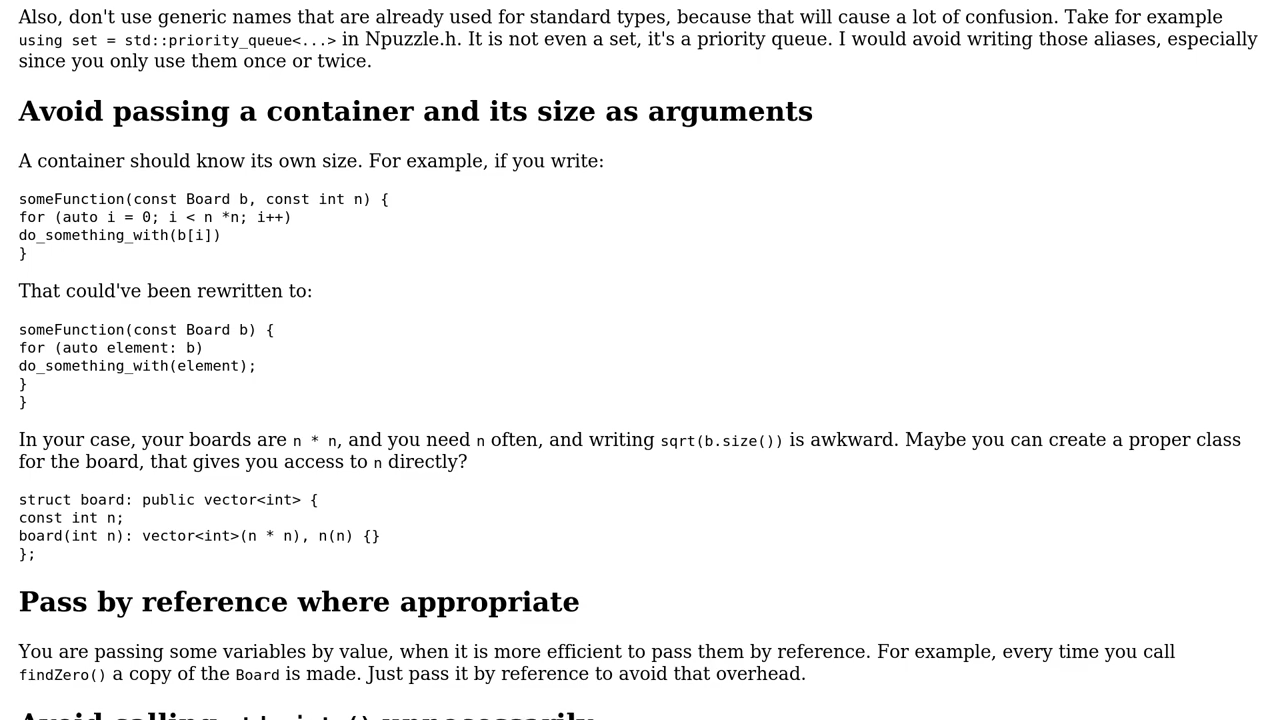 Also, don't use generic names that are already used for standard types, because that will cause a lot of confusion. Take for example
using set = std::priority_queue<...> in Npuzzle.h. It is not even a set, it's a priority queue. I would avoid writing those aliases, especially
since you only use them once or twice.
Avoid passing a container and its size as arguments
A container should know its own size. For example, if you write:
someFunction(const Board b, const int n) {
for (auto i = 0; i < n *n; i++)
do_something_with(b[i])
}
That could've been rewritten to:
someFunction(const Board b) {
for (auto element: b)
do_something_with(element);
}
}
In your case, your boards are n * n, and you need n often, and writing sqrt(b.size()) is awkward. Maybe you can create a proper class
for the board, that gives you access to n directly?
struct board: public vector<int> {
const int n;
board(int n): vector<int>(n * n), n(n) {}
};
Pass by reference where appropriate
You are passing some variables by value, when it is more efficient to pass them by reference. For example, every time you call
findZero() a copy of the Board is made. Just pass it by reference to avoid that overhead.
Avoid calling unnecessarily